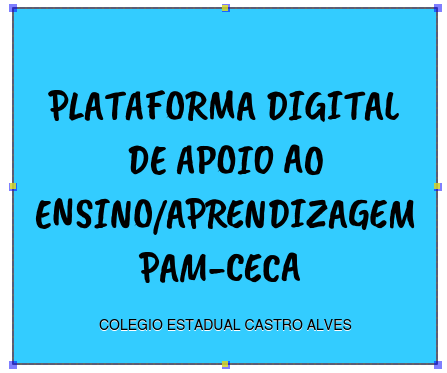 PLATAFORMA DIGITAL
DE APOIO AO
ENSINO/APRENDIZAGEM
PAM-CECA
COLEGIO ESTADUAL CASTRO ALVES